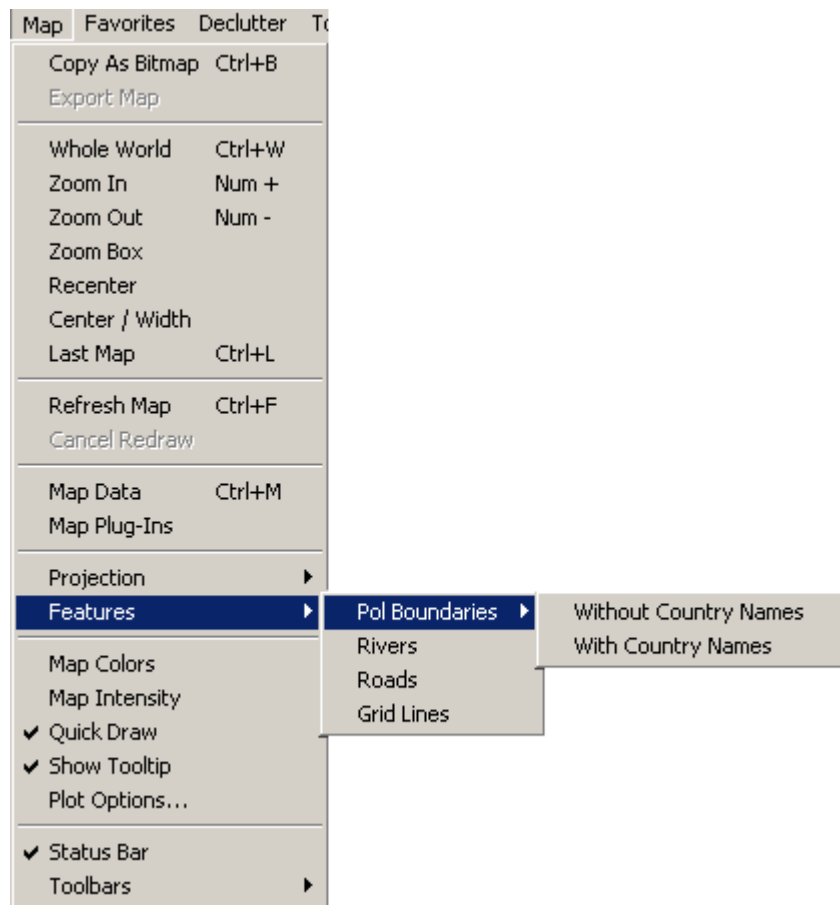 Map Favorites Declutter To
Copy As Bitmap Ctrl+B
Export Map
Whole World Ctrl+W
Zoom In Num +
Zoom Out Num -
Zoom Box
Recenter
Center / Width
Last Map Ctrl+L
Refresh Map Ctrl+F
Cancel Redraw
Map Data Ctrl+M
Map Plug-Ins
Projection
Features Pol Boundaries Without Country Names
Rivers With Country Names
Roads
Grid Lines
Map Colors
Map Intensity
Quick Draw
Show Tooltip
Plot Options...
Status Bar
Toolbars